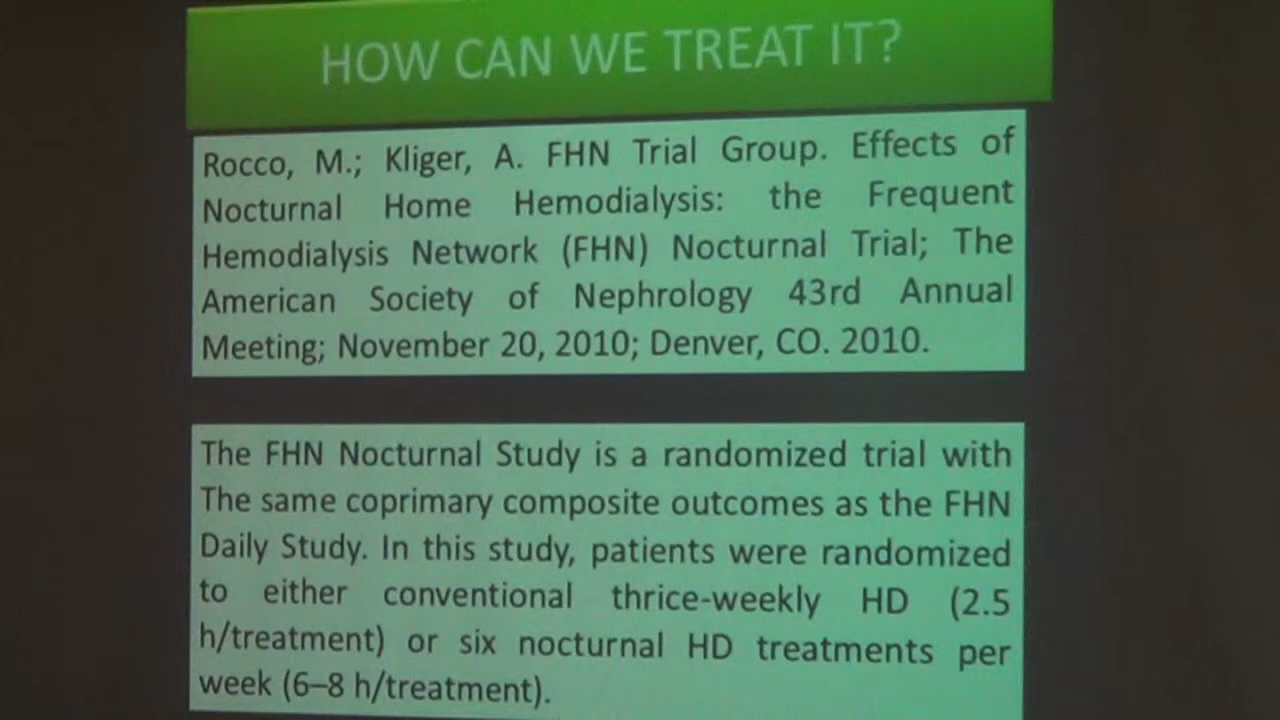 HOW CAN WE TREAT IT?
Rocco, M.; Kliger, A. FHN Trial Group. Effects of
Nocturnal Home Hemodialysis: the Frequent
Hemodialysis Network (FHN) Nocturnal Trial; The
American Society of Nephrology 43rd Annual
Meeting; November 20, 2010; Denver, CO. 2010.
The FHN Nocturnal Study is a randomized trial with
The same coprimary composite outcomes as the FHN
Daily Study. In this study, patients were randomized
to either conventional thrice-weekly HD (2.5
h/treatment) or six nocturnal HD treatments per
week (6–8 h/treatment).